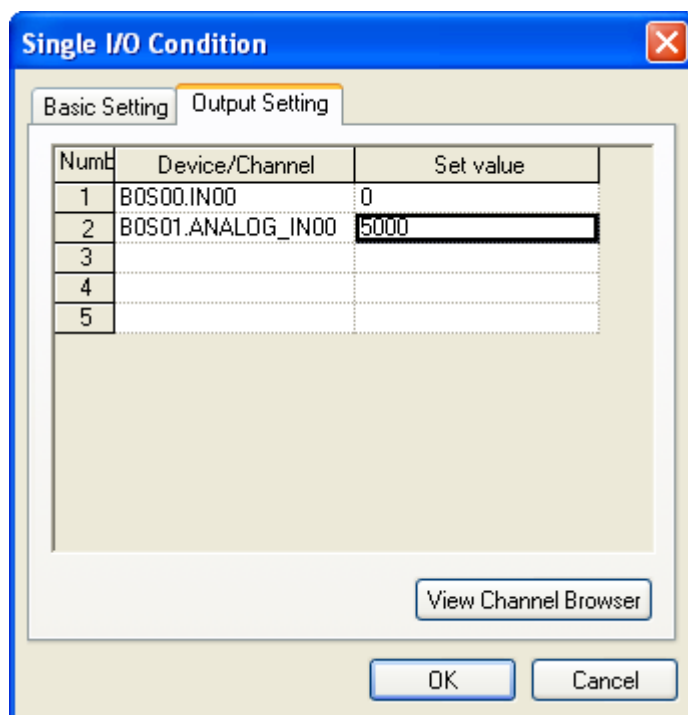 Single I/O Condition
Basic Setting Output Setting
Numb Device/Channel Set value
1 B0S00.IN00 0
2 B0S01.ANALOG_IN00 5000
3
4
5
View Channel Browser
OK Cancel